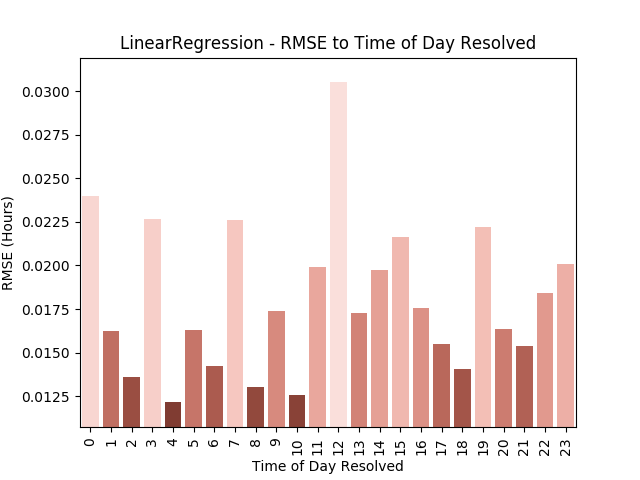 LinearRegression - RMSE to Time of Day Resolved
RMSE (Hours)
0.0300
0.0275
0.0250
0.0225
0.0200
0.0175
0.0150
0.0125
0 1 2 3 4 5 6 7 8 9 10 11 12 13 14 15 16 17 18 19 20 21 22 23
Time of Day Resolved